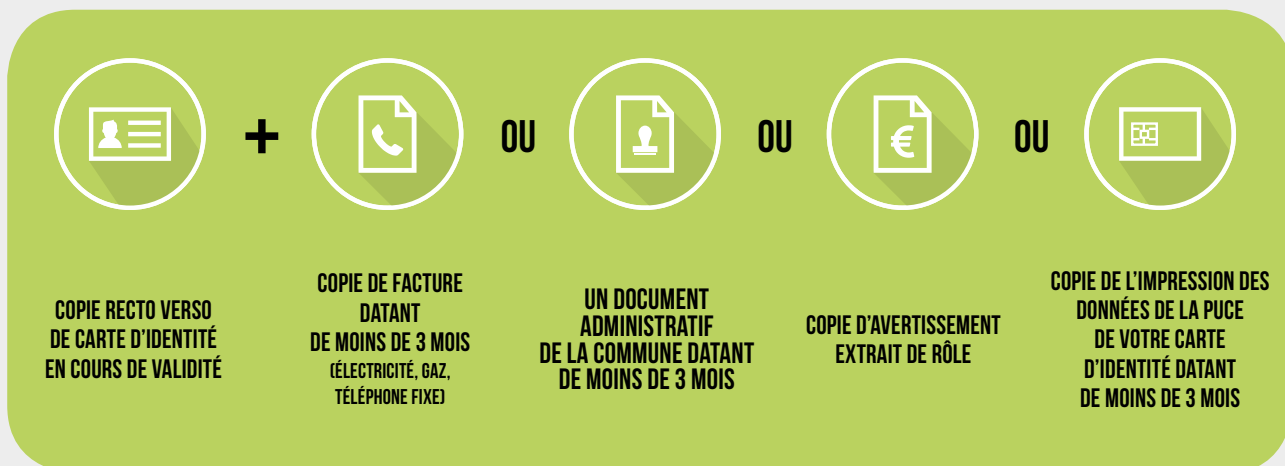 +
OU
OU
OU
COPIE RECTO VERSO
DE CARTE D'IDENTITÉ
EN COURS DE VALIDITÉ
COPIE DE FACTURE
DATANT
DE MOINS DE 3 MOIS
(ÉLECTRICITÉ, GAZ,
TÉLÉPHONE FIXE)
UN DOCUMENT
ADMINISTRATIF
DE LA COMMUNE DATANT
DE MOINS DE 3 MOIS
COPIE D'AVERTISSEMENT
EXTRAIT DE RÔLE
COPIE DE L'IMPRESSION DES
DONNÉES DE LA PUCE
DE VOTRE CARTE
D'IDENTITÉ DATANT
DE MOINS DE 3 MOIS